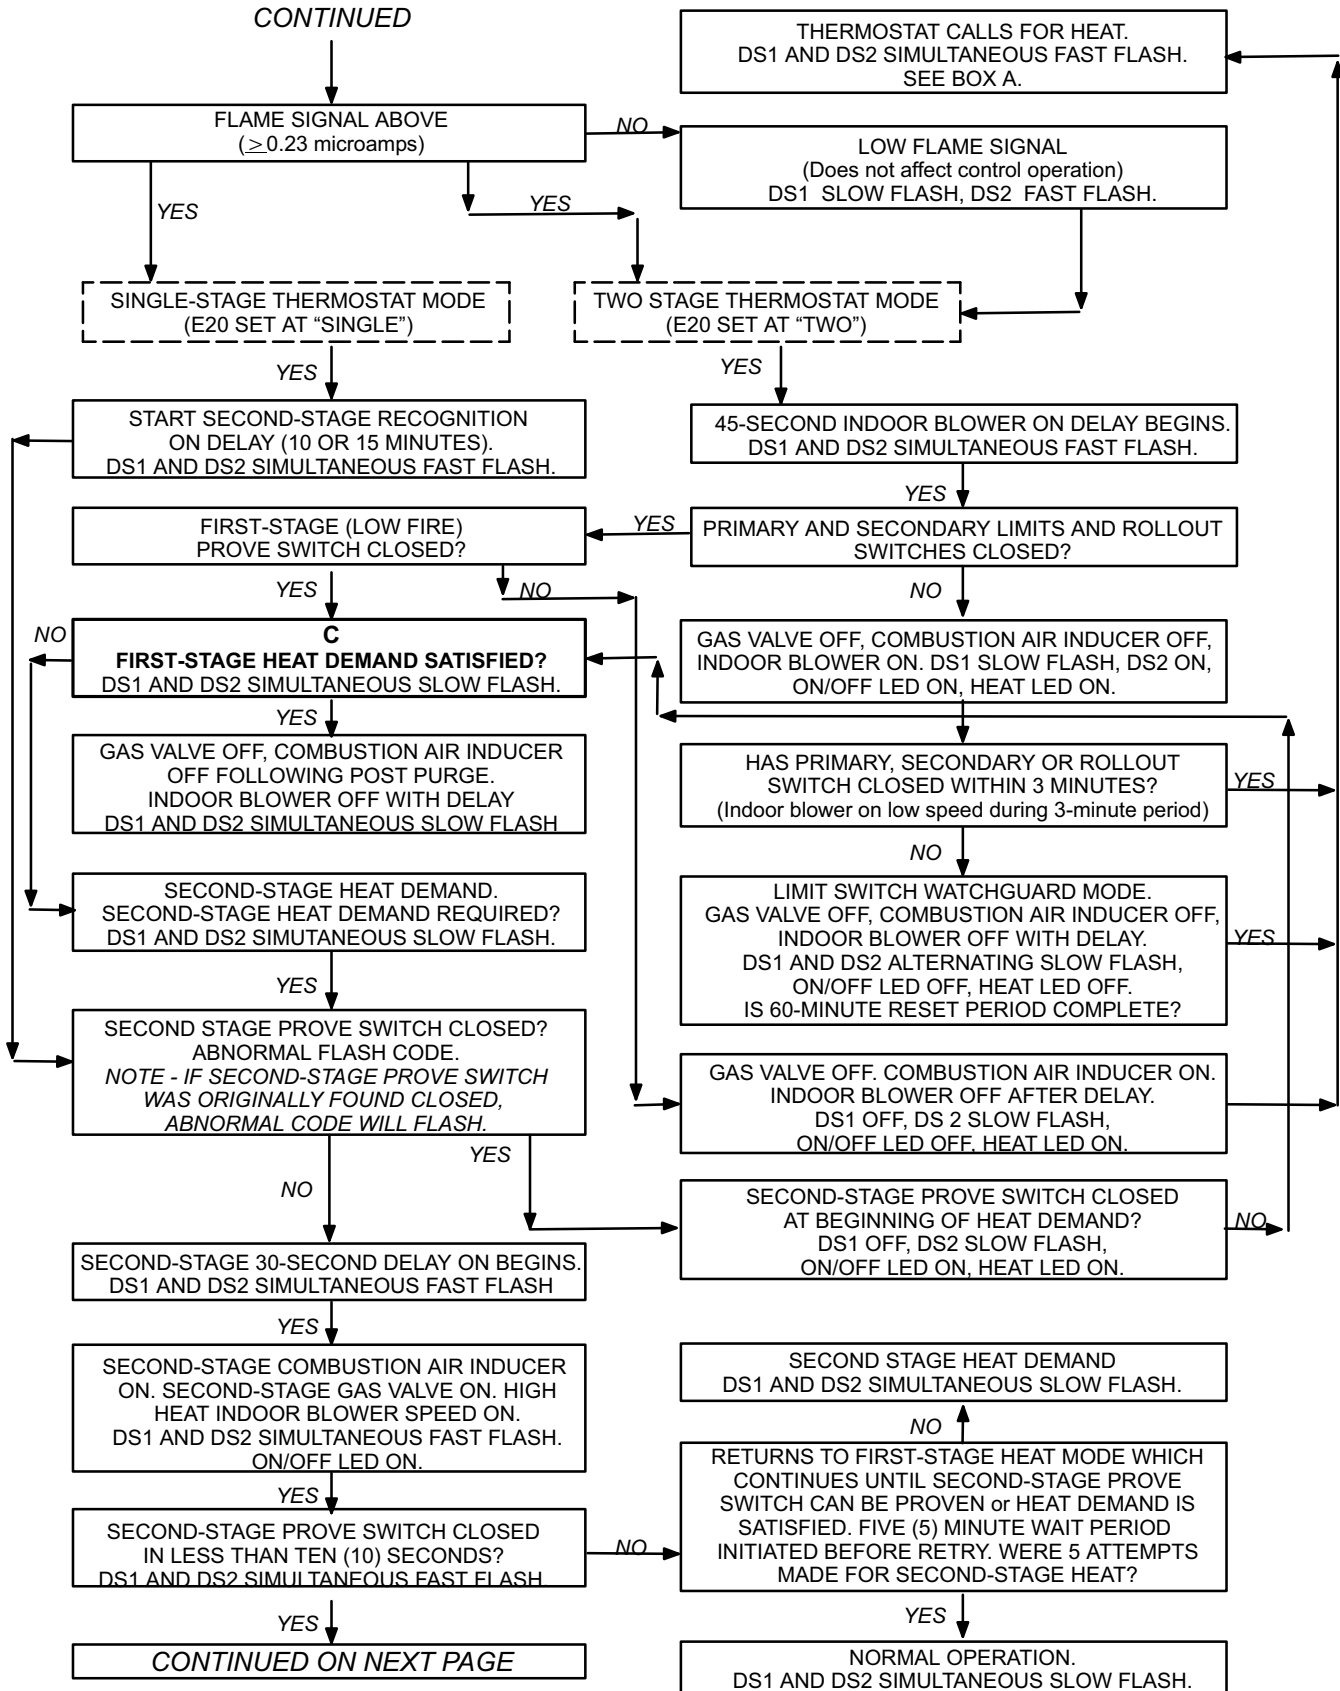 CONTINUED
THERMOSTAT CALLS FOR HEAT.
DS1 AND DS2 SIMULTANEOUS FAST FLASH.
SEE BOX A.
FLAME SIGNAL ABOVE
(≥0.23 microamps)
NO
LOW FLAME SIGNAL
(Does not affect control operation)
DS1 SLOW FLASH, DS2 FAST FLASH.
YES
YES
SINGLE-STAGE THERMOSTAT MODE
(E20 SET AT “SINGLE”)
TWO STAGE THERMOSTAT MODE
(E20 SET AT “TWO”)
YES
YES
START SECOND-STAGE RECOGNITION
ON DELAY (10 OR 15 MINUTES).
DS1 AND DS2 SIMULTANEOUS FAST FLASH.
45-SECOND INDOOR BLOWER ON DELAY BEGINS.
DS1 AND DS2 SIMULTANEOUS FAST FLASH.
YES
FIRST-STAGE (LOW FIRE)
PROVE SWITCH CLOSED?
YES
PRIMARY AND SECONDARY LIMITS AND ROLLOUT
SWITCHES CLOSED?
YES
NO
NO
NO
C
FIRST-STAGE HEAT DEMAND SATISFIED?
DS1 AND DS2 SIMULTANEOUS SLOW FLASH.
GAS VALVE OFF, COMBUSTION AIR INDUCER OFF,
INDOOR BLOWER ON. DS1 SLOW FLASH, DS2 ON,
ON/OFF LED ON, HEAT LED ON.
YES
GAS VALVE OFF, COMBUSTION AIR INDUCER
OFF FOLLOWING POST PURGE.
INDOOR BLOWER OFF WITH DELAY
DS1 AND DS2 SIMULTANEOUS SLOW FLASH
HAS PRIMARY, SECONDARY OR ROLLOUT
SWITCH CLOSED WITHIN 3 MINUTES?
(Indoor blower on low speed during 3-minute period)
YES
NO
SECOND-STAGE HEAT DEMAND.
SECOND-STAGE HEAT DEMAND REQUIRED?
DS1 AND DS2 SIMUTANEOUS SLOW FLASH.
LIMIT SWITCH WATCHGUARD MODE.
GAS VALVE OFF, COMBUSTION AIR INDUCER OFF,
INDOOR BLOWER OFF WITH DELAY.
DS1 AND DS2 ALTERNATING SLOW FLASH,
ON/OFF LED OFF, HEAT LED OFF.
IS 60-MINUTE RESET PERIOD COMPLETE?
YES
YES
SECOND STAGE PROVE SWITCH CLOSED?
ABNORMAL FLASH CODE.
NOTE - IF SECOND-STAGE PROVE SWITCH
WAS ORIGINALLY FOUND CLOSED,
ABNORMAL CODE WILL FLASH.
GAS VALVE OFF. COMBUSTION AIR INDUCER ON.
INDOOR BLOWER OFF AFTER DELAY.
DS1 OFF, DS 2 SLOW FLASH,
ON/OFF LED OFF, HEAT LED ON.
YES
NO
SECOND-STAGE PROVE SWITCH CLOSED
AT BEGINNING OF HEAT DEMAND?
DS1 OFF, DS2 SLOW FLASH,
ON/OFF LED ON, HEAT LED ON.
NO
SECOND-STAGE 30-SECOND DELAY ON BEGINS.
DS1 AND DS2 SIMULTANEOUS FAST FLASH
YES
SECOND-STAGE COMBUSTION AIR INDUCER
ON. SECOND-STAGE GAS VALVE ON. HIGH
HEAT INDOOR BLOWER SPEED ON.
DS1 AND DS2 SIMULTANEOUS FAST FLASH.
ON/OFF LED ON.
SECOND STAGE HEAT DEMAND
DS1 AND DS2 SIMULTANEOUS SLOW FLASH.
NO
YES
RETURNS TO FIRST-STAGE HEAT MODE WHICH
CONTINUES UNTIL SECOND-STAGE PROVE
SWITCH CAN BE PROVEN or HEAT DEMAND IS
SATISFIED. FIVE (5) MINUTE WAIT PERIOD
INITIATED BEFORE RETRY. WERE 5 ATTEMPTS
MADE FOR SECOND-STAGE HEAT?
SECOND-STAGE PROVE SWITCH CLOSED
IN LESS THAN TEN (10) SECONDS?
DS1 AND DS2 SIMULTANEOUS FAST FLASH.
NO
YES
YES
CONTINUED ON NEXT PAGE
NORMAL OPERATION.
DS1 AND DS2 SIMULTANEOUS SLOW FLASH.